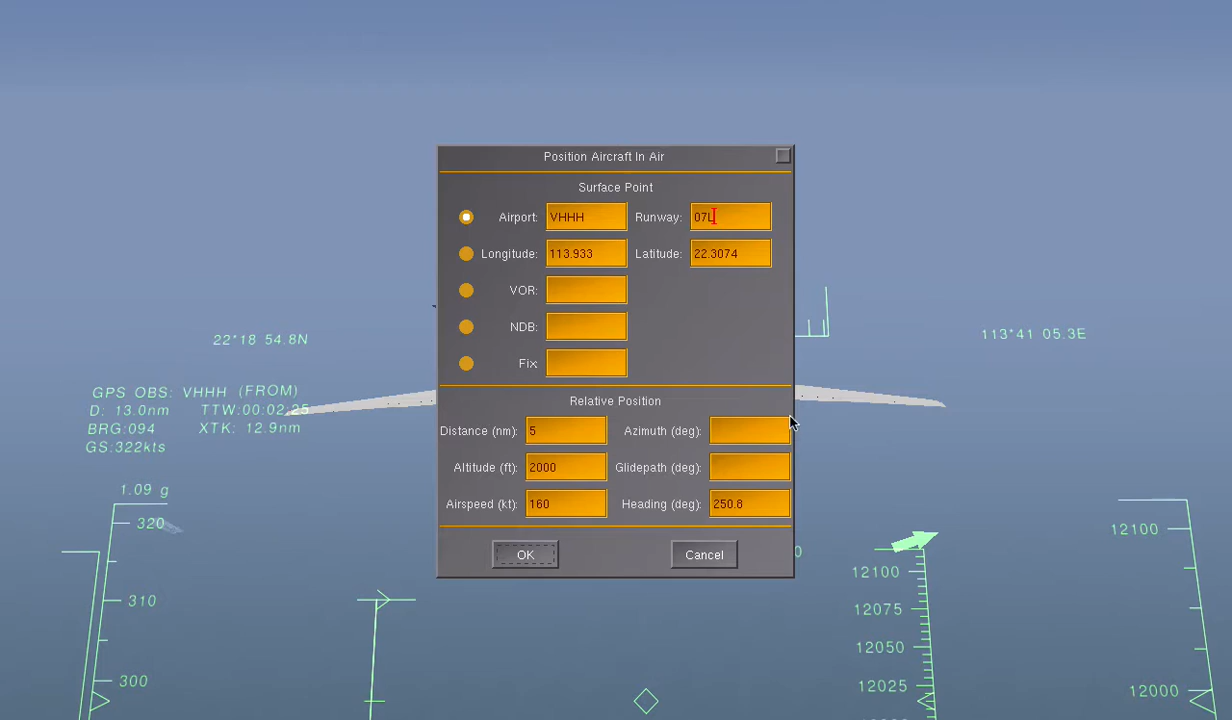 Position Aircraft In Air
Surface Point
Airport: VHHH Runway: 07L
Longitude: 113.933 Latitude: 22.3074
VOR:
NDB:
Fix:
Relative Position
Distance (nm): 5 Azimuth (deg):
Altitude (ft): 2000 Glidepath (deg):
Airspeed (kt): 160 Heading (deg): 250.8
OK Cancel
22*18 54.8N
113*41 05.3E
GPS OBS: VHHH (FROM)
D: 13.0nm TTW:00:02:25
BRG:094 XTK: 12.9nm
GS:322kts
1.09 g
320
310
300
0
12100
12075
12050
12025
12100
12000